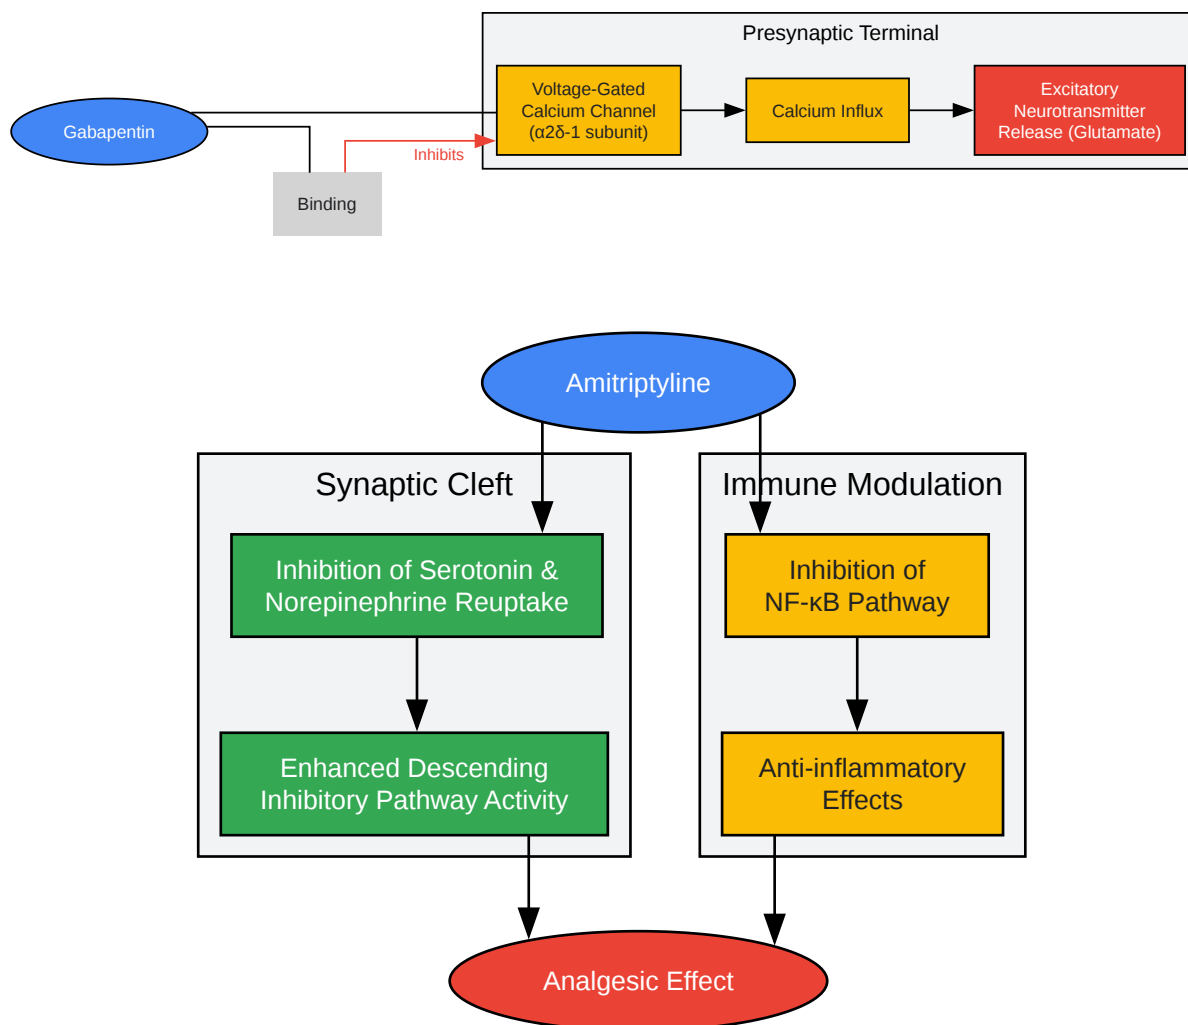 Presynaptic Terminal
Gabapentin
Voltage-Gated
Calcium Channel
(α2δ-1 subunit)
Calcium Influx
Excitatory
Neurotransmitter
Release (Glutamate)
Inhibits
Binding
Amitriptyline
Synaptic Cleft
Inhibition of Serotonin &
Norepinephrine Reuptake
Enhanced Descending
Inhibitory Pathway Activity
Immune Modulation
Inhibition of
NF-κB Pathway
Anti-inflammatory
Effects
Analgesic Effect